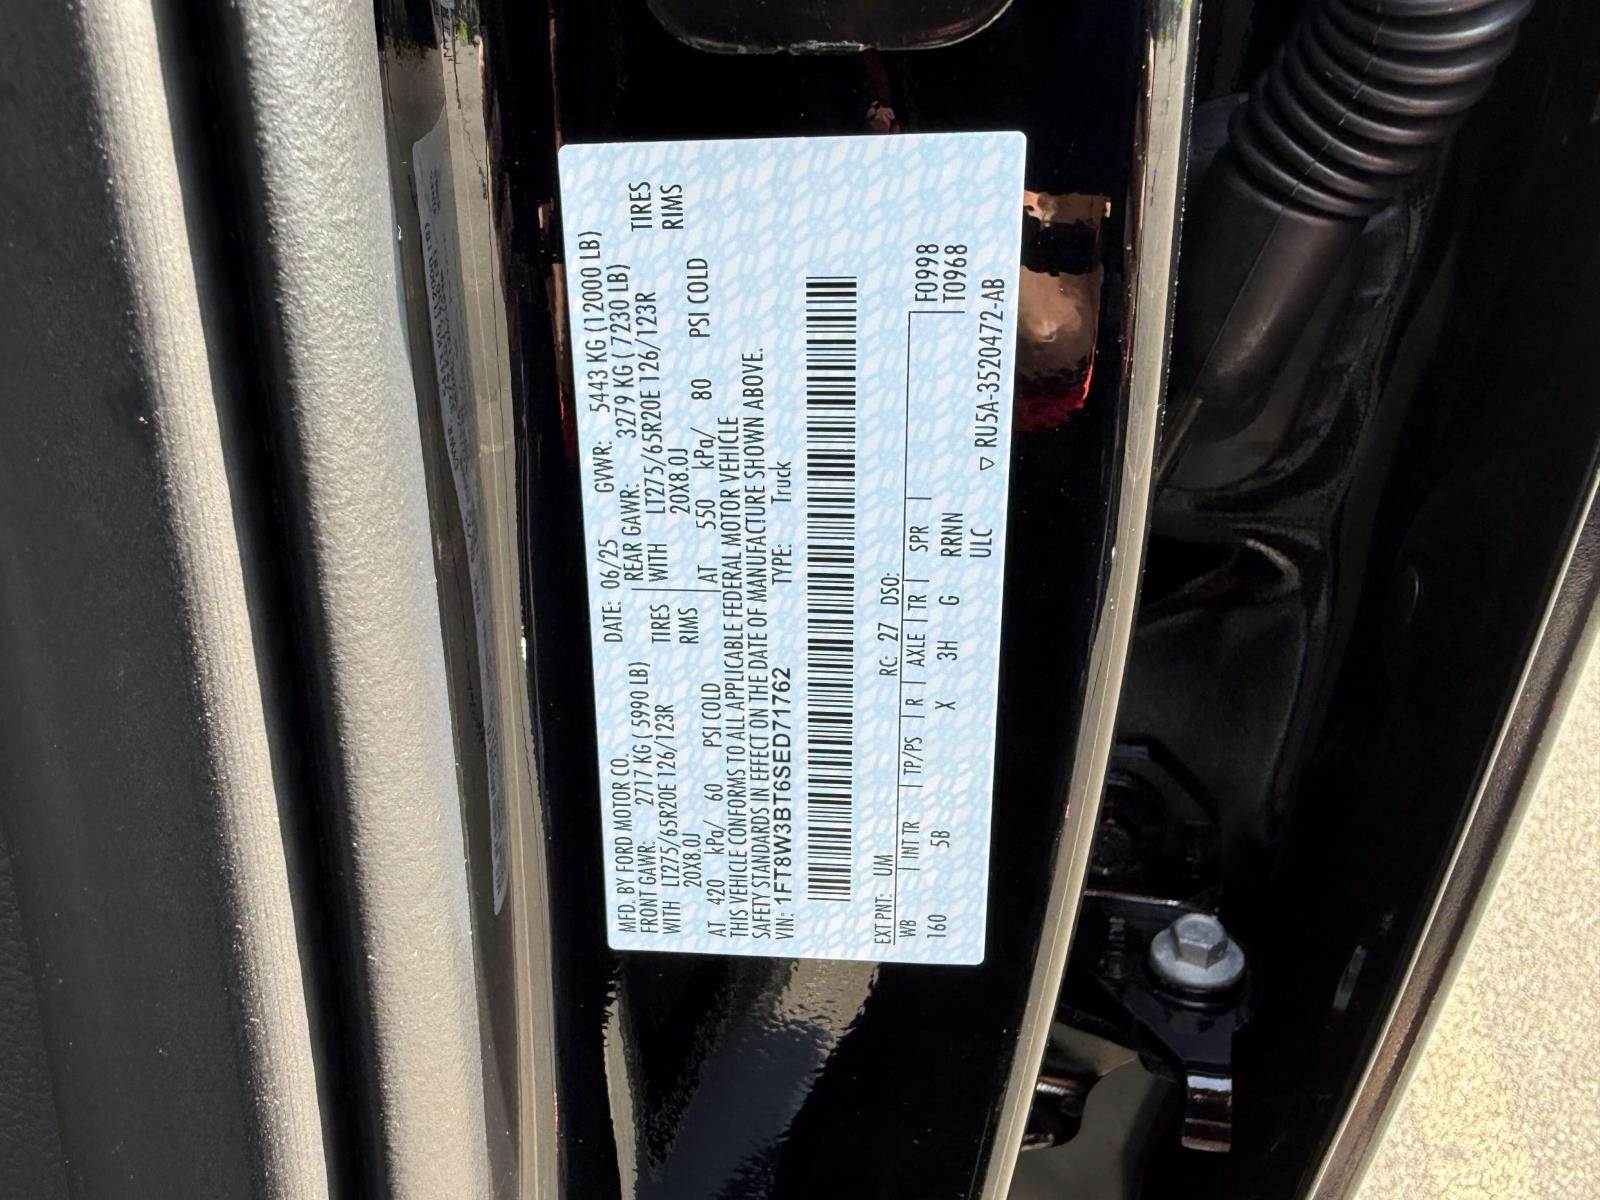 MFD. BY FORD MOTOR CO. DATE: 06/25 GVWR: 5443 KG (12000 LB)
FRONT GAWR: 2717 KG ( 5990 LB) REAR GAWR: 3279 KG ( 7230 LB)
WITH LT275/65R20E 126/123R TIRES WITH LT275/65R20E 126/123R TIRES
20X8.0J RIMS 20X8.0J RIMS
AT 420 kPa/ 60 PSI COLD AT 550 kPa/ 80 PSI COLD
THIS VEHICLE CONFORMS TO ALL APPLICABLE FEDERAL MOTOR VEHICLE
SAFETY STANDARDS IN EFFECT ON THE DATE OF MANUFACTURE SHOWN ABOVE.
VIN: 1FT8W3BT6SED71762 TYPE: Truck
EXT PNT: UM RC: 27 DSO: F0998
WB INT TR TP/PS R AXLE TR SPR T0968
160 5B X 3H G RRNN
ULC ▽ RU5A-3520472-AB